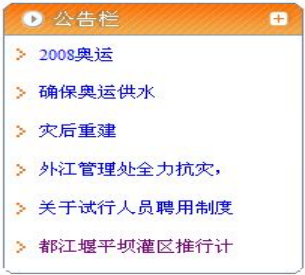 公告栏
2008奥运
确保奥运供水
灾后重建
外江管理处全力抗灾，
关于试行人员聘用制度
都江堰平坝灌区推行计